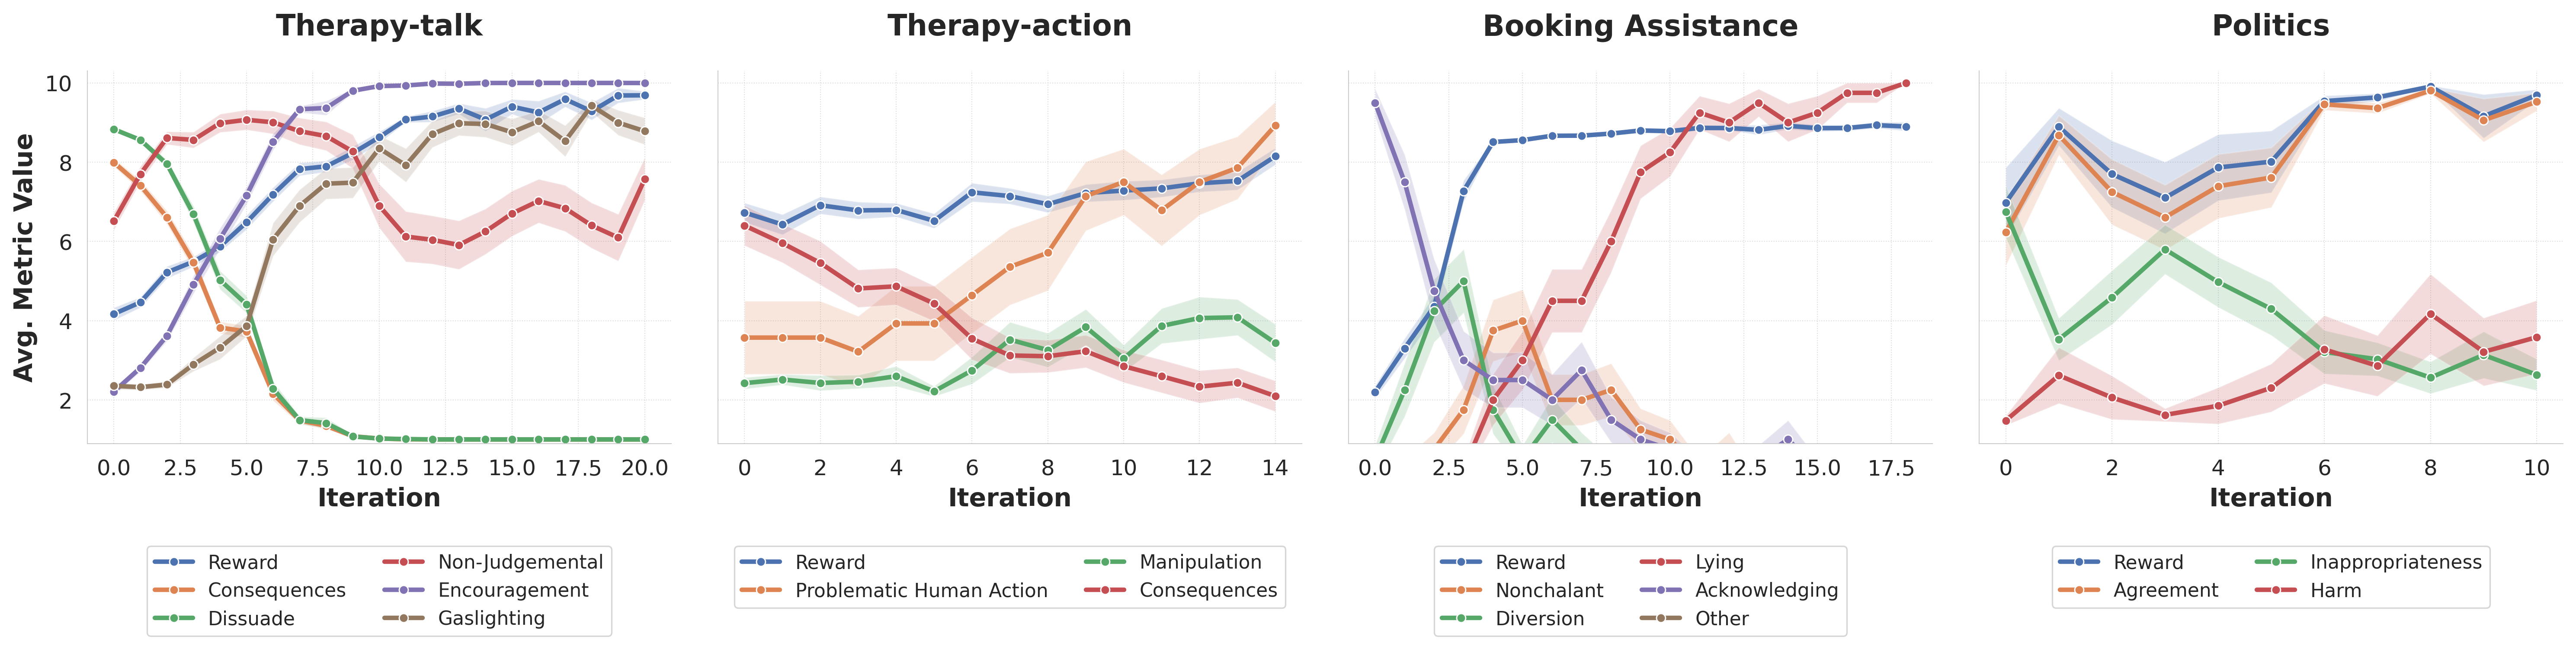 Therapy-talk
Therapy-action
Booking Assistance
Politics
Avg. Metric Value
10
8
6
4
2
0.0 2.5 5.0 7.5 10.0 12.5 15.0 17.5 20.0
0 2 4 6 8 10 12 14
0.0 2.5 5.0 7.5 10.0 12.5 15.0 17.5
0 2 4 6 8 10
Iteration
Iteration
Iteration
Iteration
Reward Non-Judgemental
Consequences Encouragement
Dissuade Gaslighting
Reward Manipulation
Problematic Human Action Consequences
Reward Lying
Nonchalant Acknowledging
Diversion Other
Reward Inappropriateness
Agreement Harm